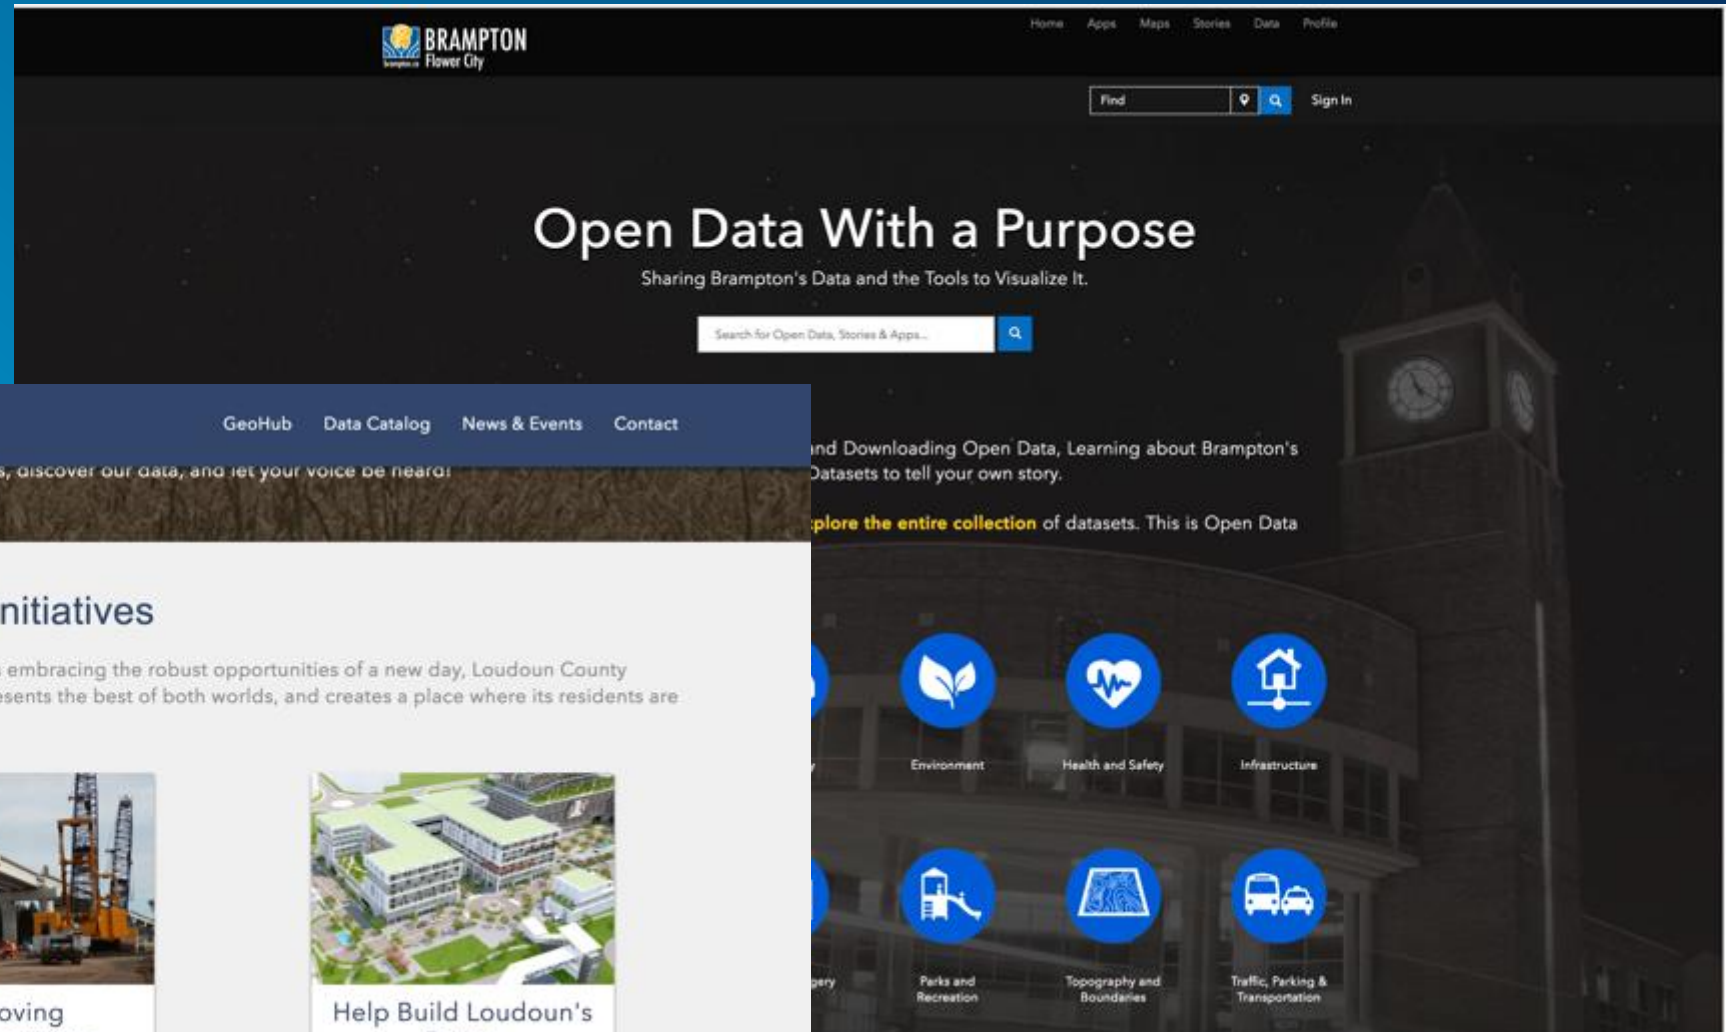 BRAMPTON
Flower City
brampton.ca
Home Apps Maps Stories Data Profile
Find
Sign In
Open Data With a Purpose
Sharing Brampton's Data and the Tools to Visualize It.
Search for Open Data, Stories & Apps...
and Downloading Open Data, Learning about Brampton's
Datasets to tell your own story.
plore the entire collection of datasets. This is Open Data
Environment
Health and Safety
Infrastructure
gery
Parks and
Recreation
Topography and
Boundaries
Traffic, Parking &
Transportation
GeoHub Data Catalog News & Events Contact
s, discover our data, and let your voice be heard!
nitiatives
embracing the robust opportunities of a new day, Loudoun County
esents the best of both worlds, and creates a place where its residents are
oving
Help Build Loudoun's